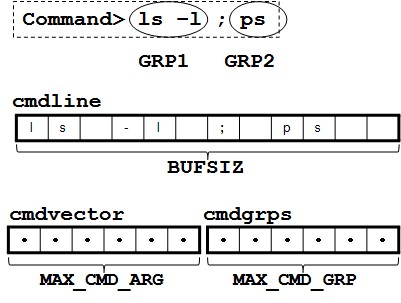 Command> ls -l ; ps
GRP1 GRP2
cmdline
l s - l ; p s
BUFSIZ
cmdvector cmdgrps
MAX_CMD_ARG MAX_CMD_GRP